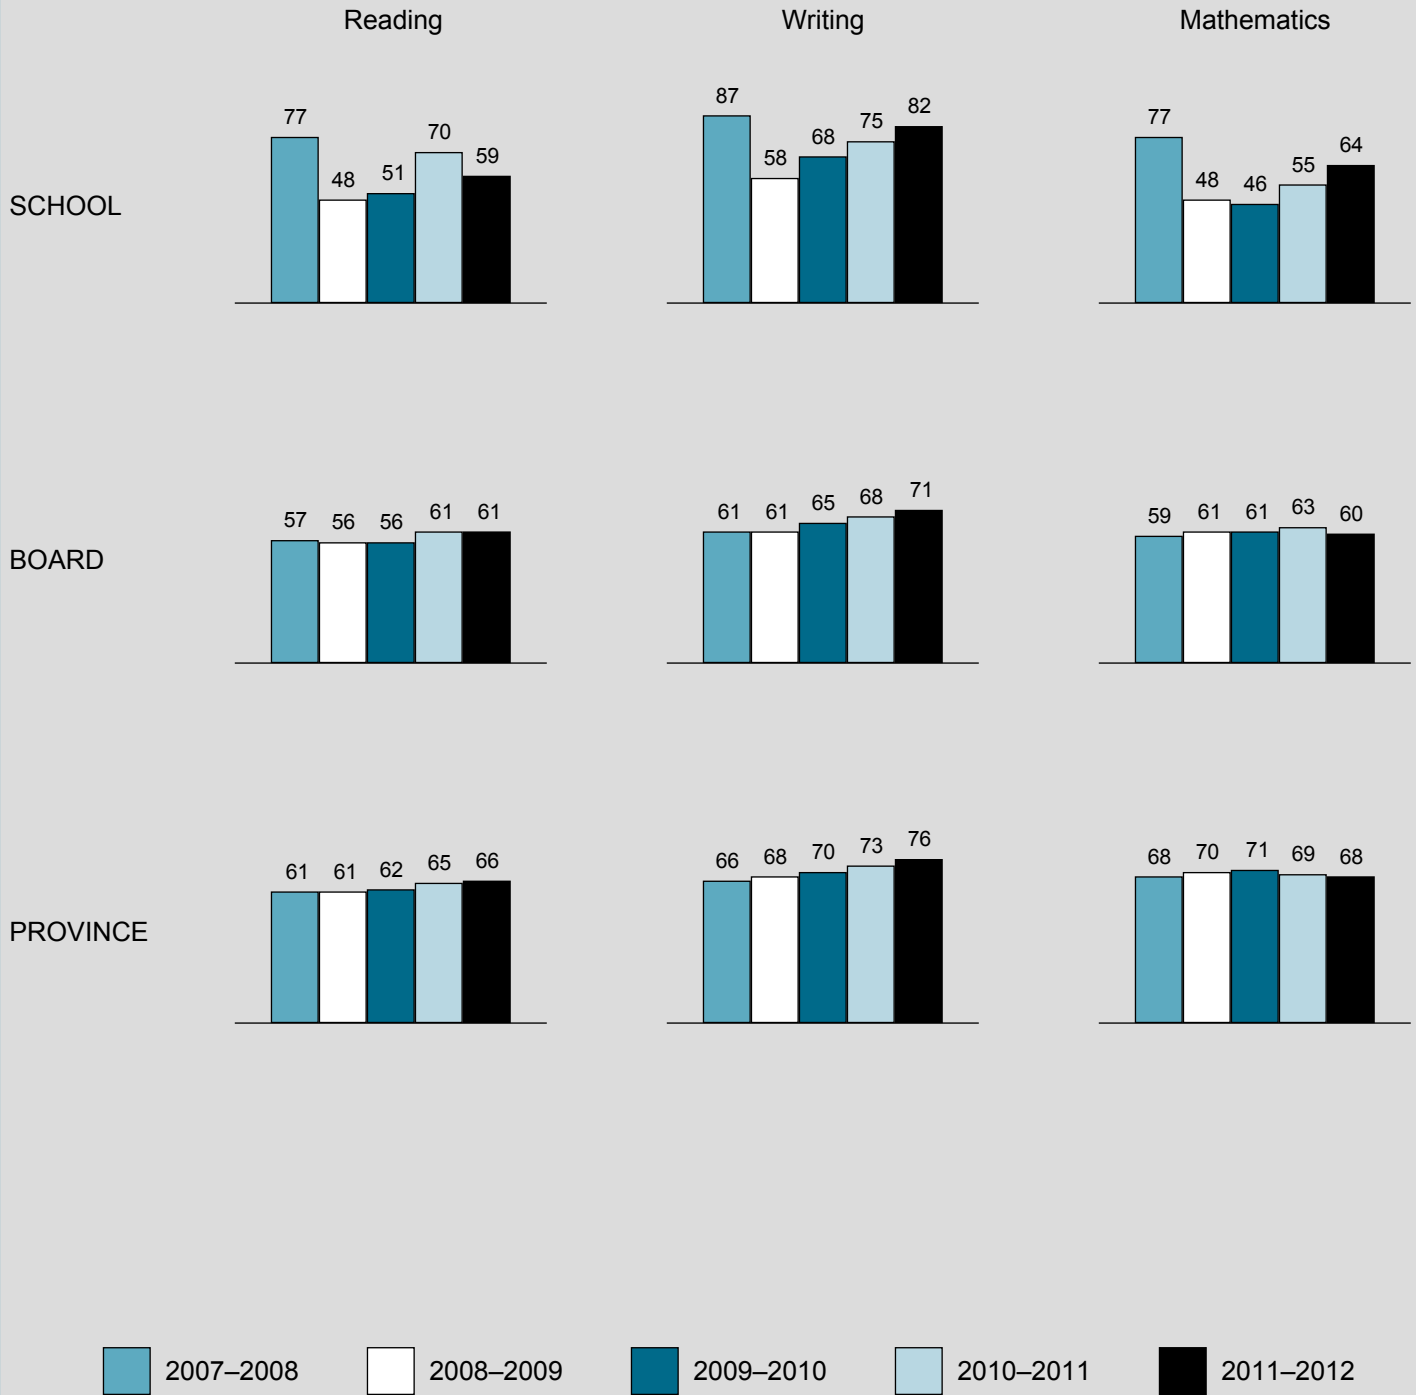 Reading Writing Mathematics
SCHOOL
77 48 51 70 59
87 58 68 75 82
77 48 46 55 64
BOARD
57 56 56 61 61
61 61 65 68 71
59 61 61 63 60
PROVINCE
61 61 62 65 66
66 68 70 73 76
68 70 71 69 68
2007–2008 2008–2009 2009–2010 2010–2011 2011–2012